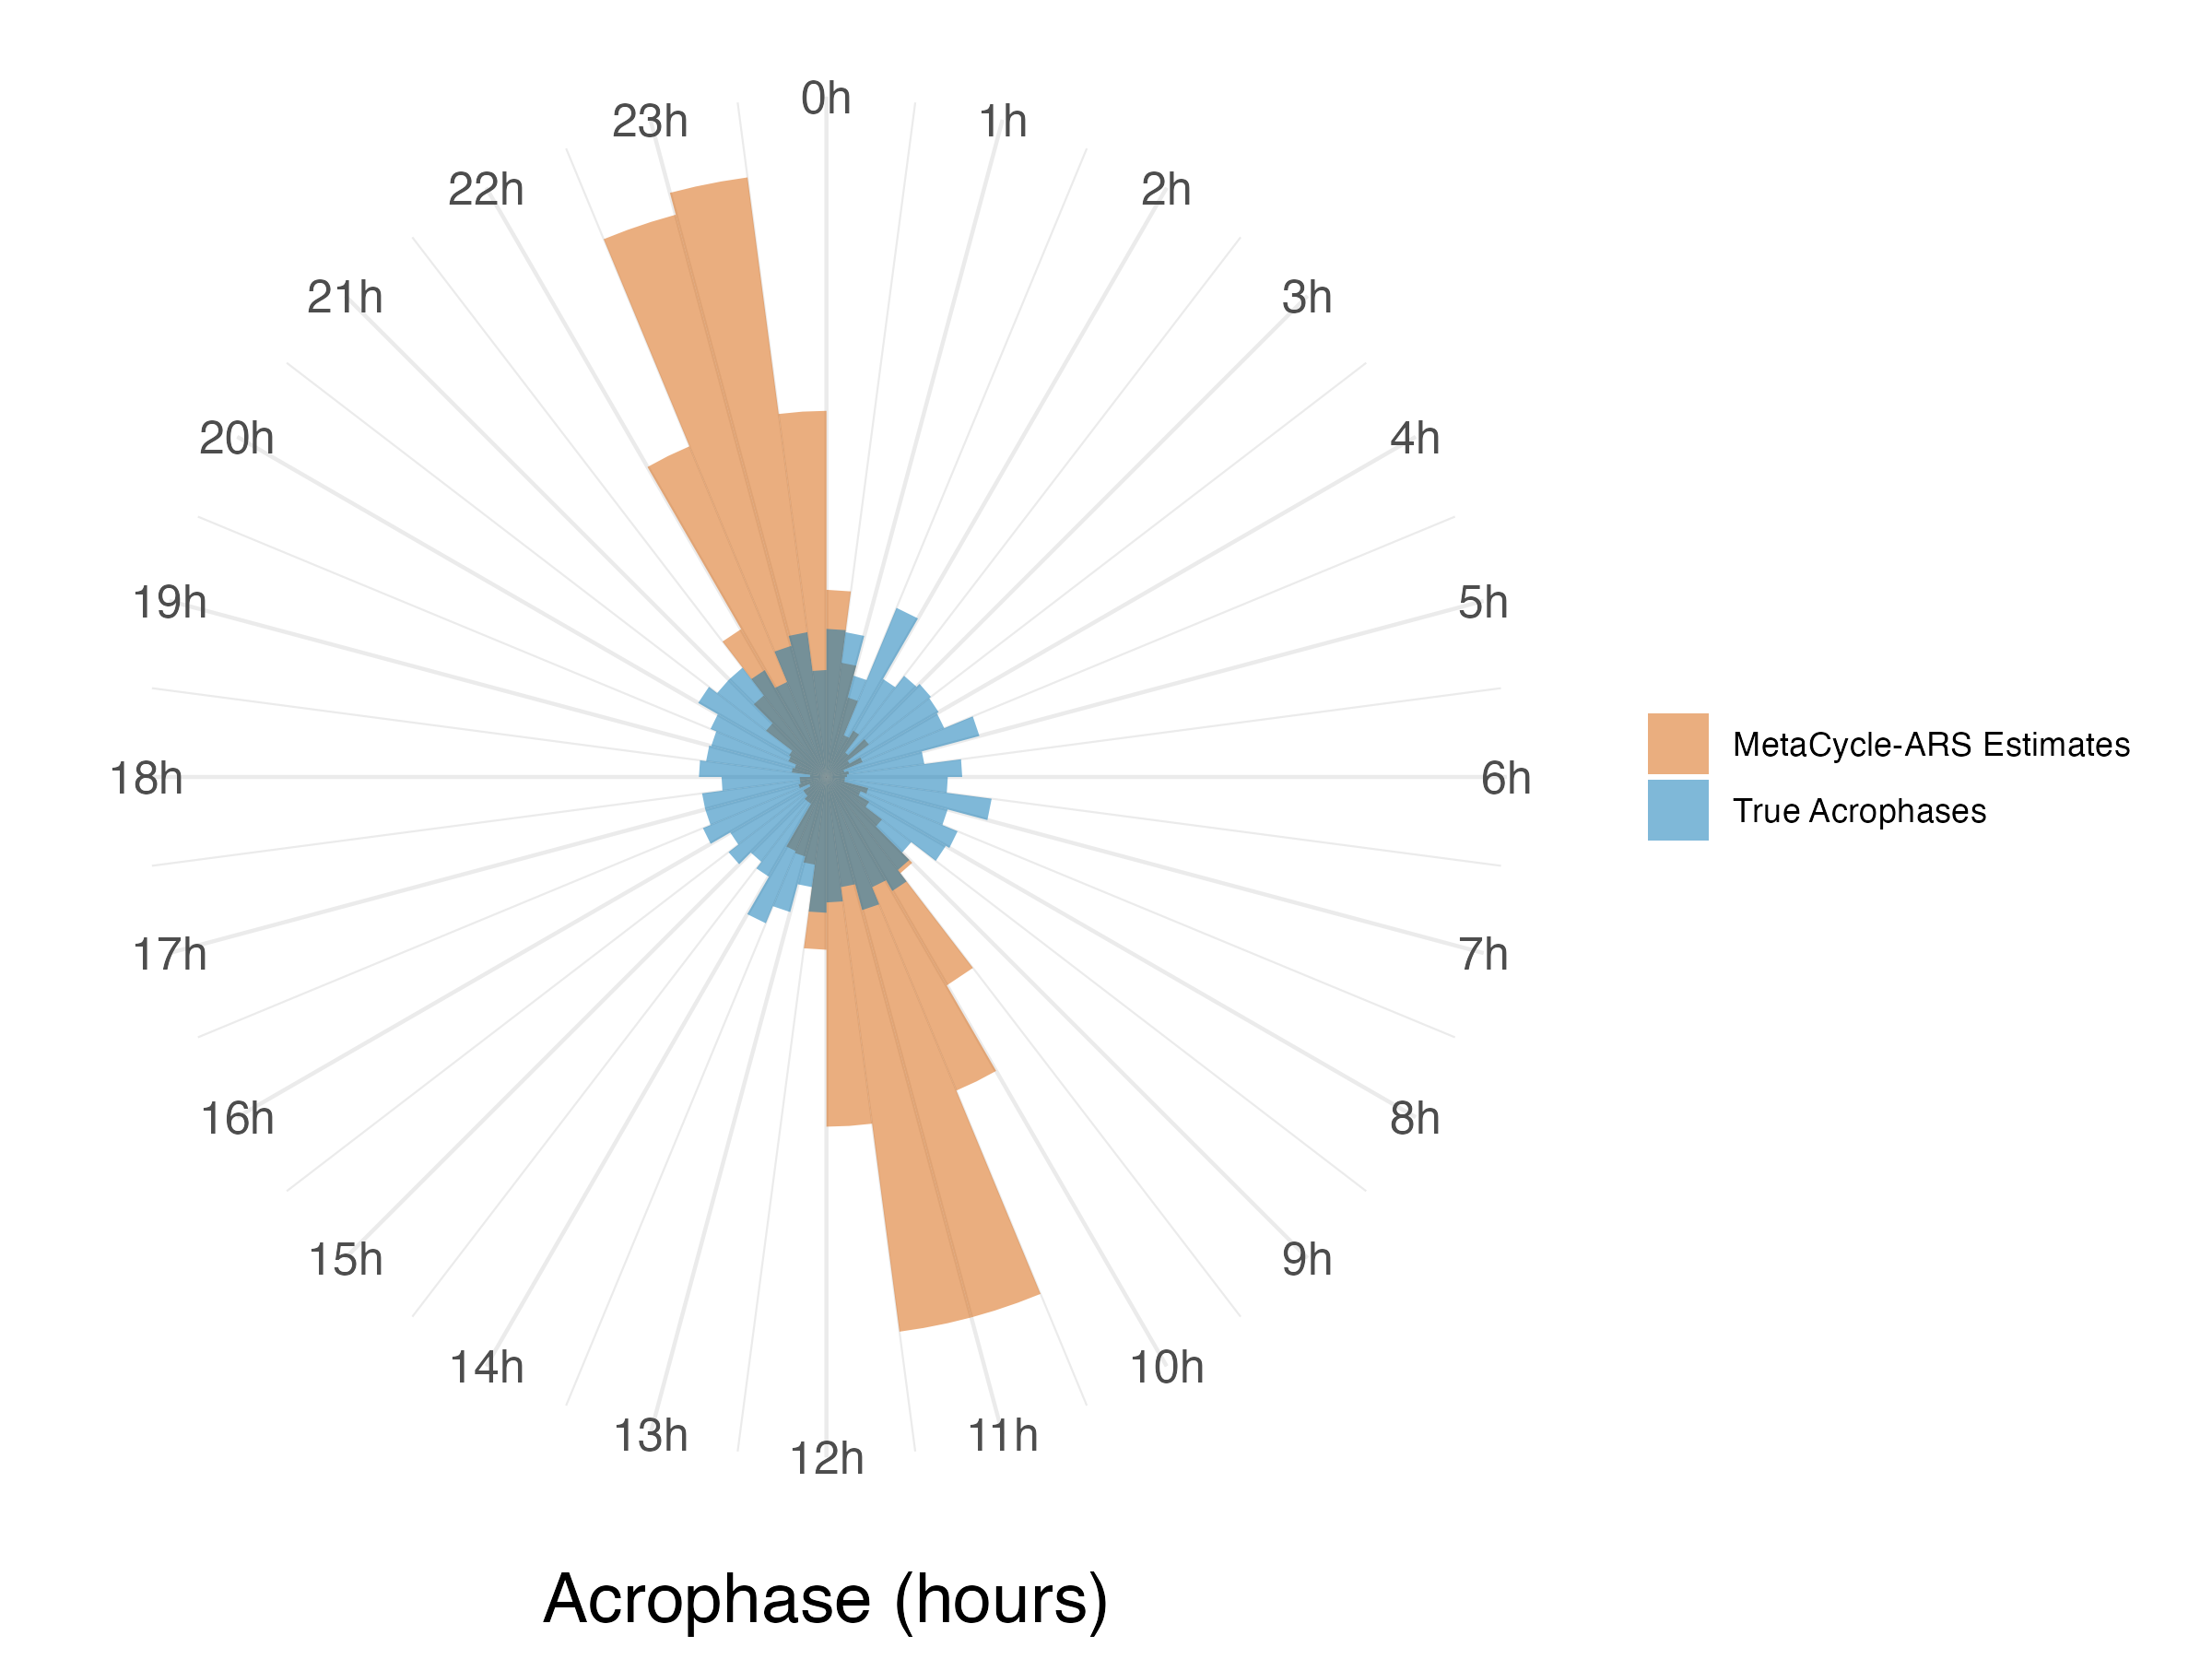 0h
1h
2h
3h
4h
5h
6h
7h
8h
9h
10h
11h
12h
13h
14h
15h
16h
17h
18h
19h
20h
21h
22h
23h
MetaCycle-ARS Estimates
True Acrophases
Acrophase (hours)